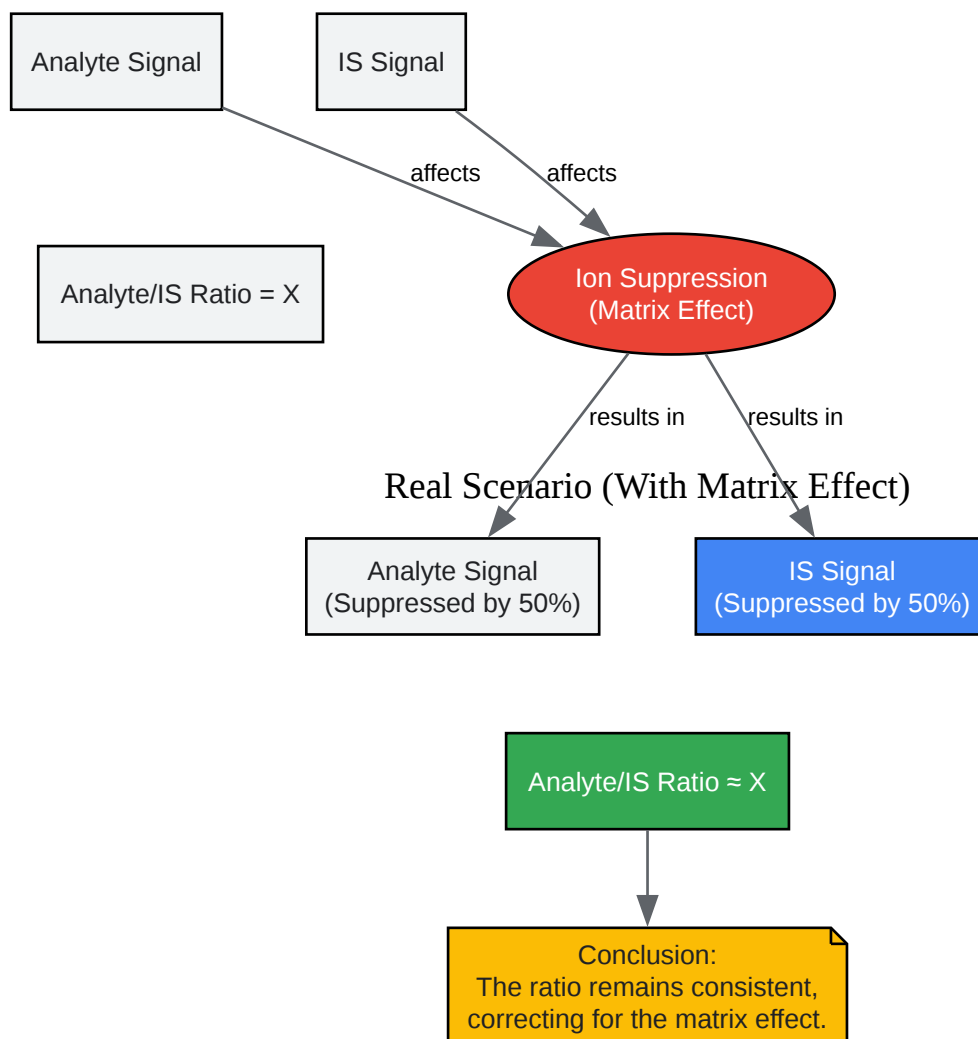 Analyte Signal
IS Signal
affects
affects
Analyte/IS Ratio = X
Ion Suppression
(Matrix Effect)
results in
results in
Real Scenario (With Matrix Effect)
Analyte Signal
(Suppressed by 50%)
IS Signal
(Suppressed by 50%)
Analyte/IS Ratio ≈ X
Conclusion:
The ratio remains consistent,
correcting for the matrix effect.